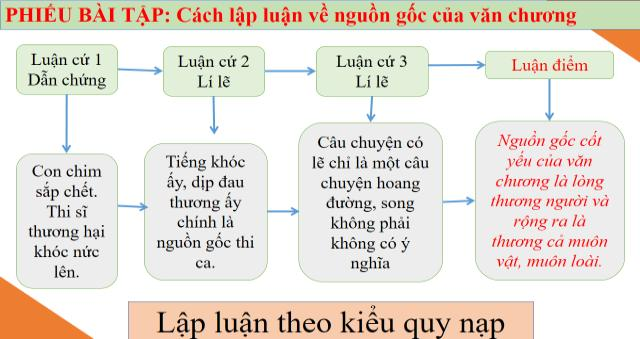 PHIẾU BÀI TẬP: Cách lập luận về nguồn gốc của văn chương
Luận cứ 1
Dẫn chứng
Luận cứ 2
Lí lẽ
Luận cứ 3
Lí lẽ
Luận điểm
Con chim
sắp chết.
Thi sĩ
thương hại
khóc nức
lên.
Tiếng khóc
ấy, dịp đau
thương ấy
chính là
nguồn gốc thi
ca.
Câu chuyện có
lẽ chỉ là một câu
chuyện hoang
đường, song
không phải
không có ý
nghĩa
Nguồn gốc cốt
yếu của văn
chương là lòng
thương người và
rộng ra là
thương cả muôn
vật, muôn loài.
Lập luận theo kiểu quy nạp